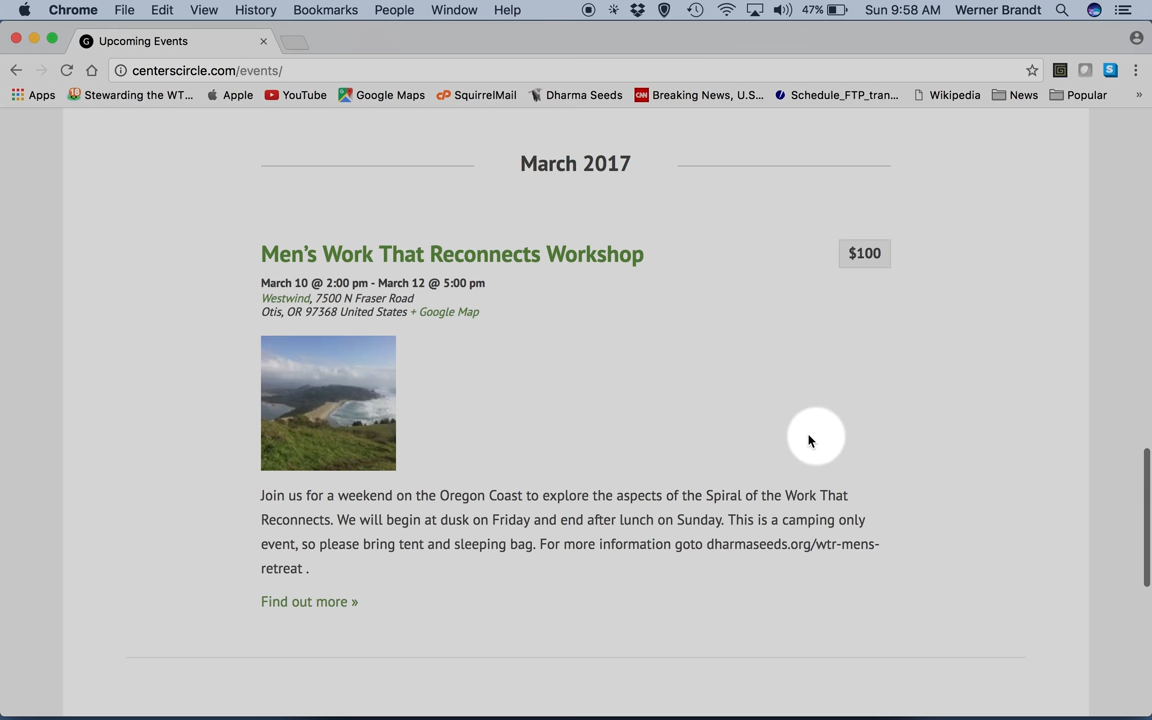 Chrome File Edit View History Bookmarks People Window Help 47% Sun 9:58 AM Werner Brandt
G Upcoming Events
centerscircle.com/events/
Apps 18 Stewarding the WT... Apple YouTube Google Maps cP SquirrelMail Dharma Seeds CNN Breaking News, U.S... Schedule_FTP_tran... Wikipedia News Popular »
March 2017
Men's Work That Reconnects Workshop $100
March 10 @ 2:00 pm - March 12 @ 5:00 pm
Westwind, 7500 N Fraser Road
Otis, OR 97368 United States + Google Map
Join us for a weekend on the Oregon Coast to explore the aspects of the Spiral of the Work That
Reconnects. We will begin at dusk on Friday and end after lunch on Sunday. This is a camping only
event, so please bring tent and sleeping bag. For more information goto dharmaseeds.org/wtr-mens-
retreat .
Find out more »